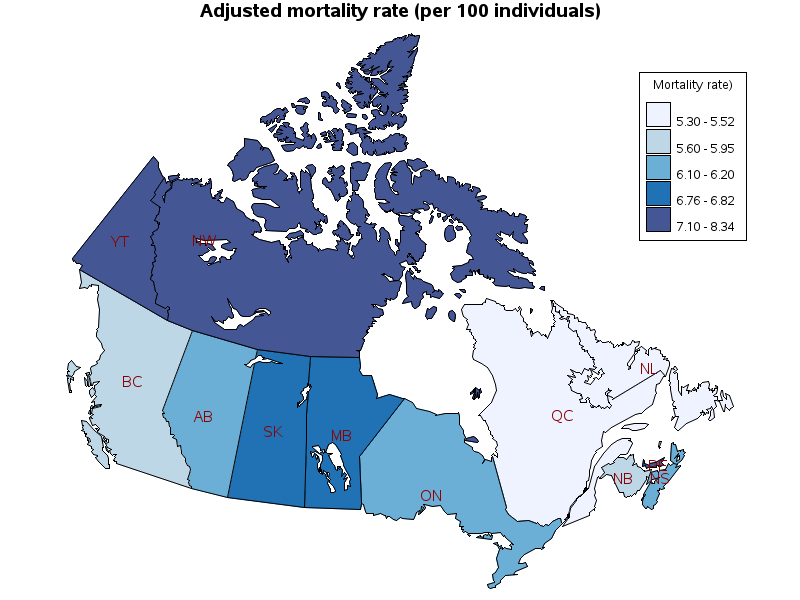 Adjusted mortality rate (per 100 individuals)
Mortality rate)
5.30 - 5.52
5.60 - 5.95
6.10 - 6.20
6.76 - 6.82
7.10 - 8.34
YT
NW
NL
BC
QC
AB
SK
MB
NB
NS
ON